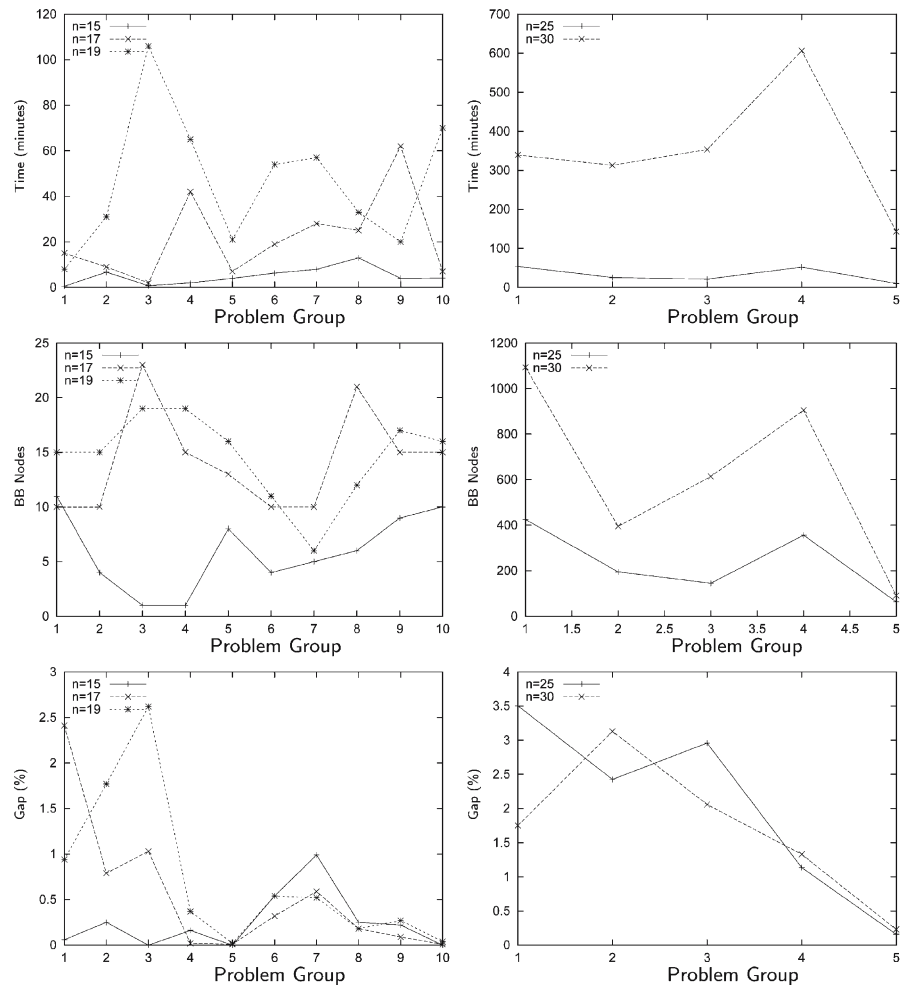 120
100
80
60
40
20
0
Time (minutes)
n=15
n=17
n=19
1 2 3 4 5 6 7 8 9 10
Problem Group
700
600
500
400
300
200
100
0
Time (minutes)
n=25
n=30
1 2 3 4 5
Problem Group
25
20
15
10
5
0
BB Nodes
n=15
n=17
n=19
1 2 3 4 5 6 7 8 9 10
Problem Group
1200
1000
800
600
400
200
0
BB Nodes
n=25
n=30
1 1.5 2 2.5 3 3.5 4 4.5 5
Problem Group
3
2.5
2
1.5
1
0.5
0
Gap (%)
n=15
n=17
n=19
1 2 3 4 5 6 7 8 9 10
Problem Group
4
3.5
3
2.5
2
1.5
1
0.5
0
Gap (%)
n=25
n=30
1 2 3 4 5
Problem Group